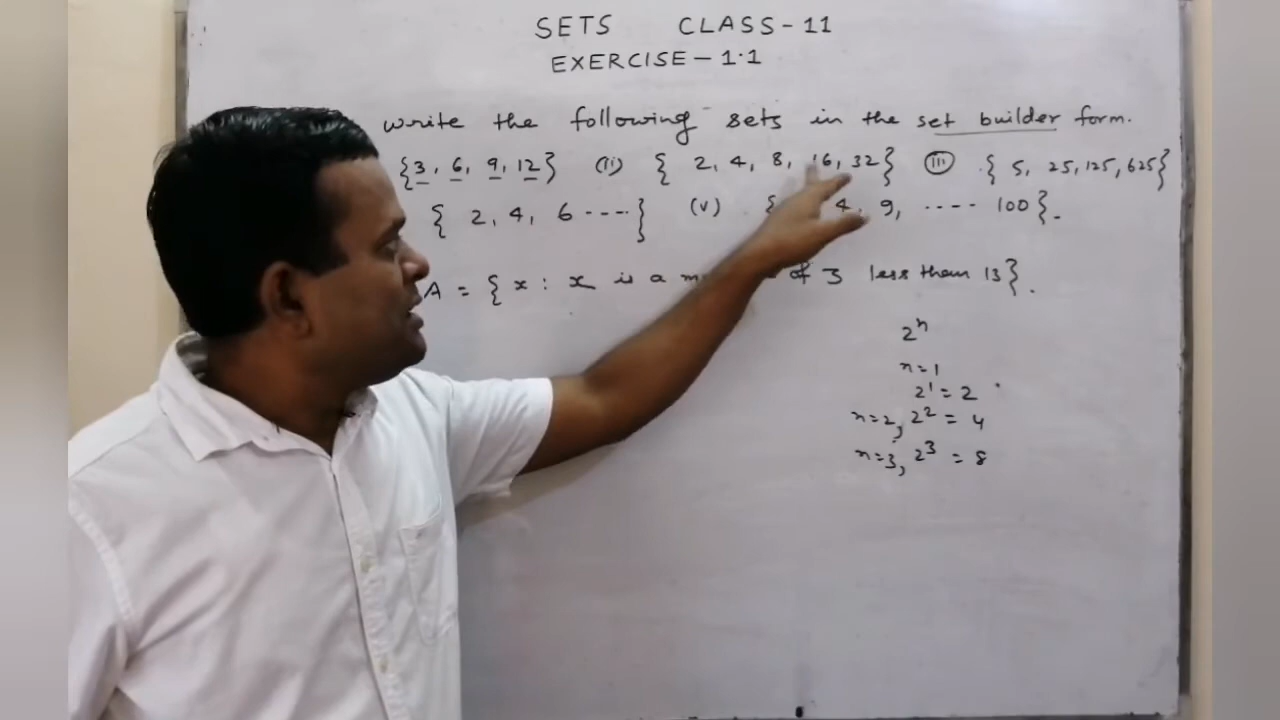 SETS CLASS-11
EXERCISE-1.1
write the following sets in the set builder form.
{3, 6, 9, 12} (ii) { 2, 4, 8, 16, 32} (iii) { 5, 25, 125, 625}
{ 2, 4, 6 ---- } (v) { 4, 9, ---- 100}.
A = { x : x is a of 3 less than 13}.
2ⁿ
n=1
2¹ = 2
n=2, 2² = 4
n=3, 2³ = 8